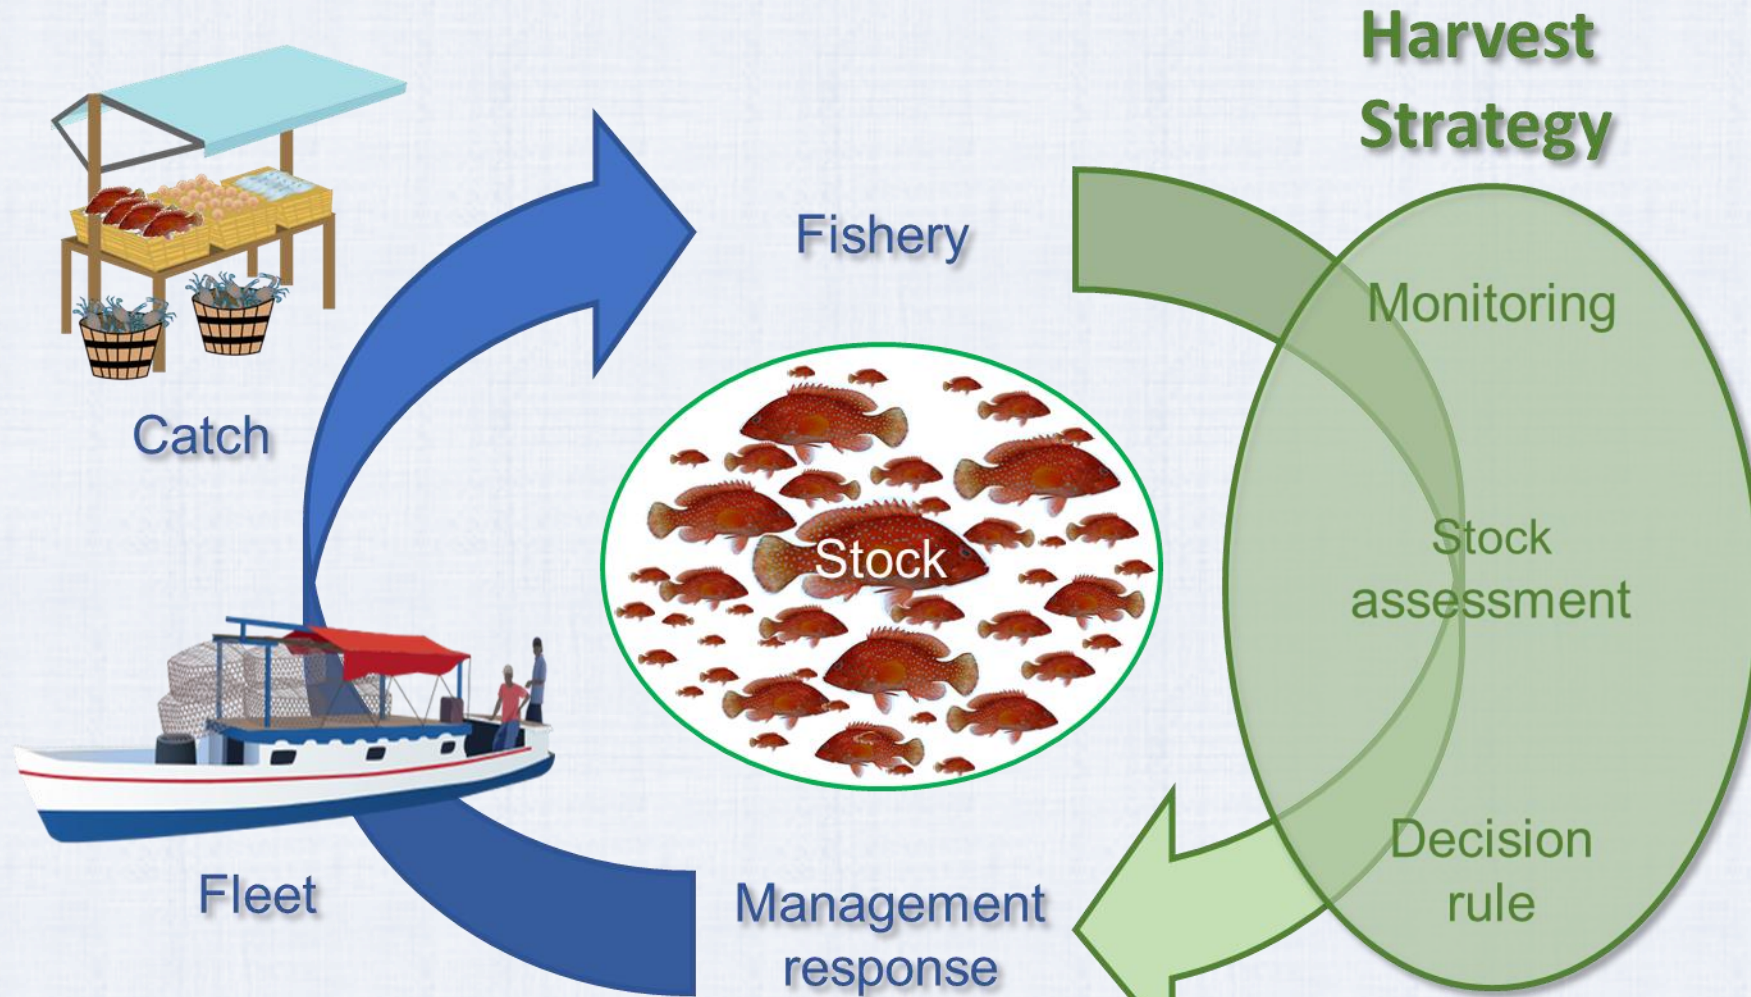 Harvest
Strategy
Fishery
Monitoring
Catch
Stock
Stock
assessment
Decision
rule
Fleet
Management
response